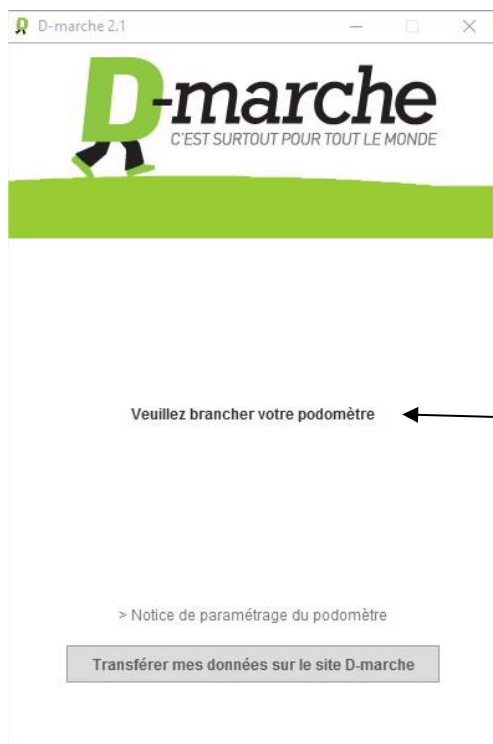 D-marche 2.1
D-marche
C'EST SURTOUT POUR TOUT LE MONDE
Veuillez brancher votre podomètre
> Notice de paramétrage du podomètre
Transférer mes données sur le site D-marche